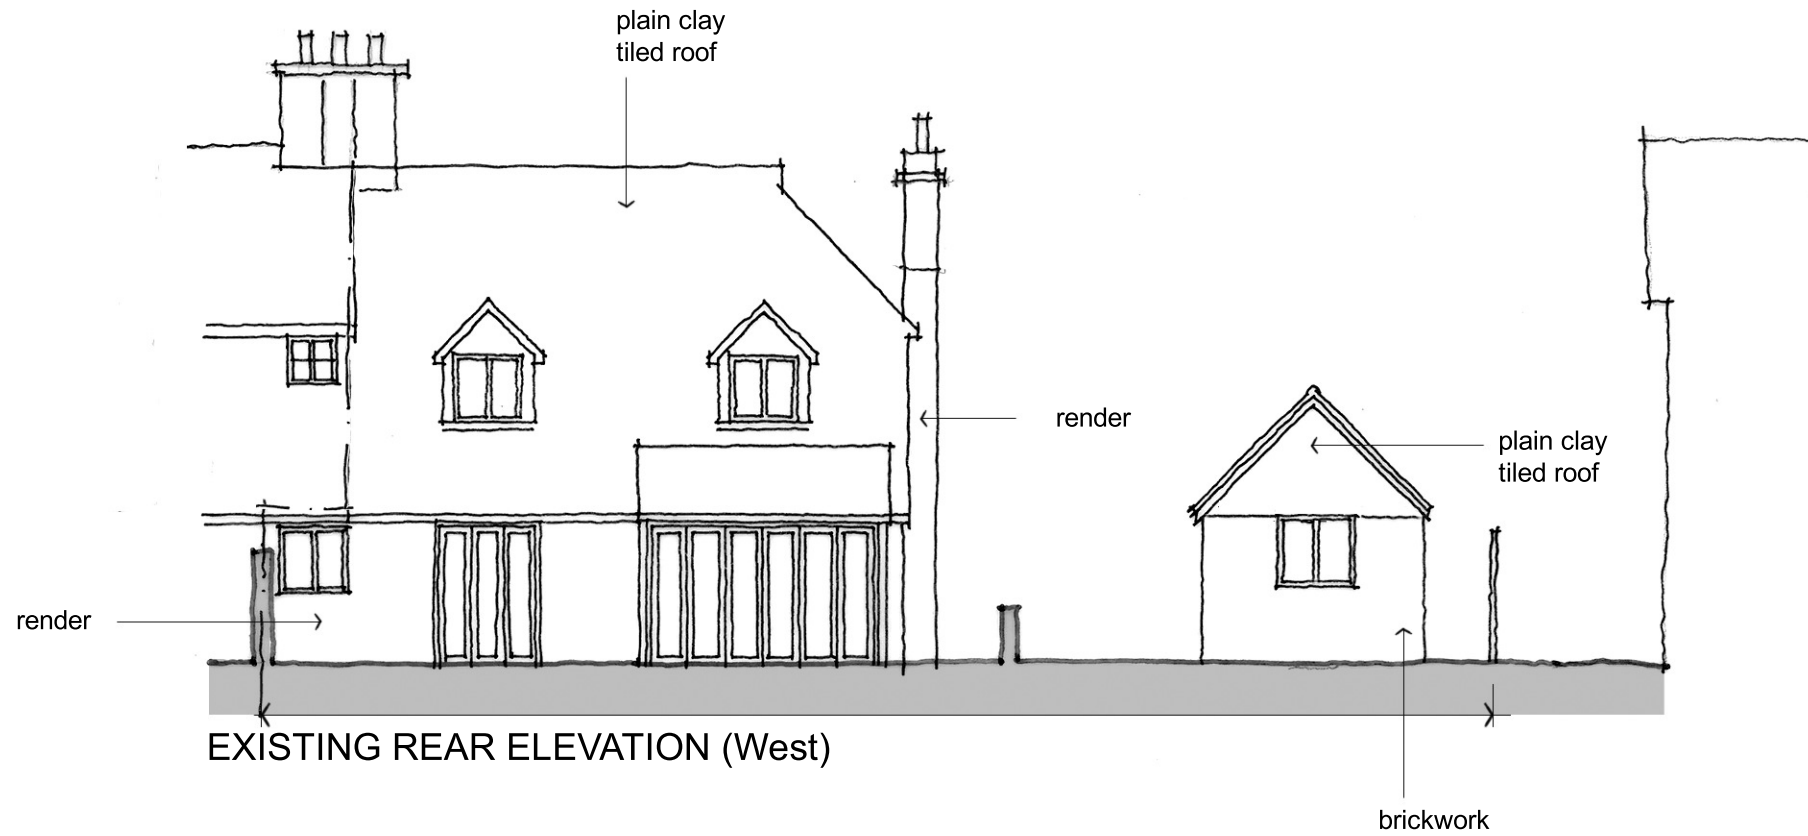 plain clay
tiled roof
render
plain clay
tiled roof
render
EXISTING REAR ELEVATION (West)
brickwork